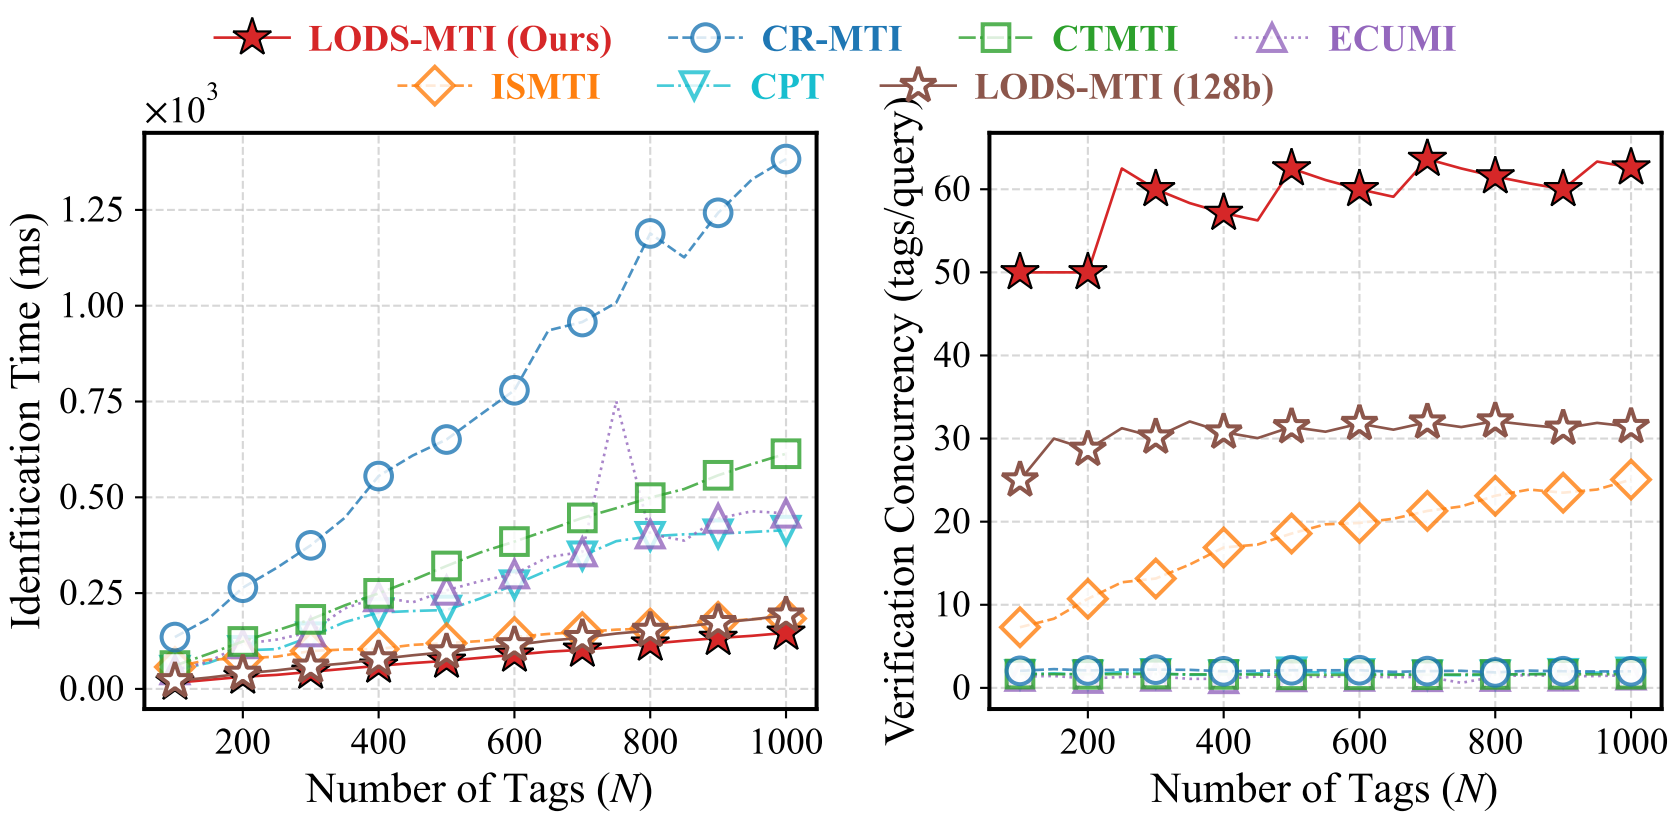 LODS-MTI (Ours) CR-MTI CTMTI ECUMI
ISMTI CPT LODS-MTI (128b)
×10³
Idenfitication Time (ms)
1.25
1.00
0.75
0.50
0.25
0.00
200 400 600 800 1000
Number of Tags (N)
Verification Concurrency (tags/query)
60
50
40
30
20
10
0
200 400 600 800 1000
Number of Tags (N)